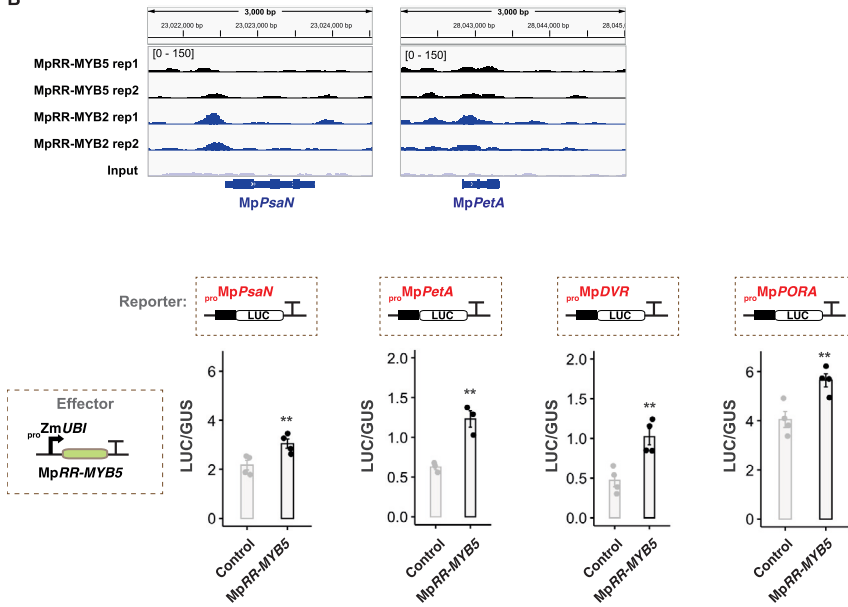 3,000 bp
3,000 bp
23,022,000 bp
23,023,000 bp
23,024,000 bp
28,043,000 bp
28,044,000 bp
28,045,
[0 - 150]
[0 - 150]
MpRR-MYB5 rep1
MpRR-MYB5 rep2
MpRR-MYB2 rep1
MpRR-MYB2 rep2
Input
MpPsaN
MpPetA
Reporter:
proMpPsaN
LUC
proMpPetA
LUC
proMpDVR
LUC
proMpPORA
LUC
Effector
proZmUBI
MpRR-MYB5
LUC/GUS
6
4
2
0
**
Control
MpRR-MYB5
LUC/GUS
2.0
1.5
1.0
0.5
0.0
**
Control
MpRR-MYB5
LUC/GUS
2.0
1.5
1.0
0.5
0.0
**
Control
MpRR-MYB5
LUC/GUS
6
4
2
0
**
Control
MpRR-MYB5